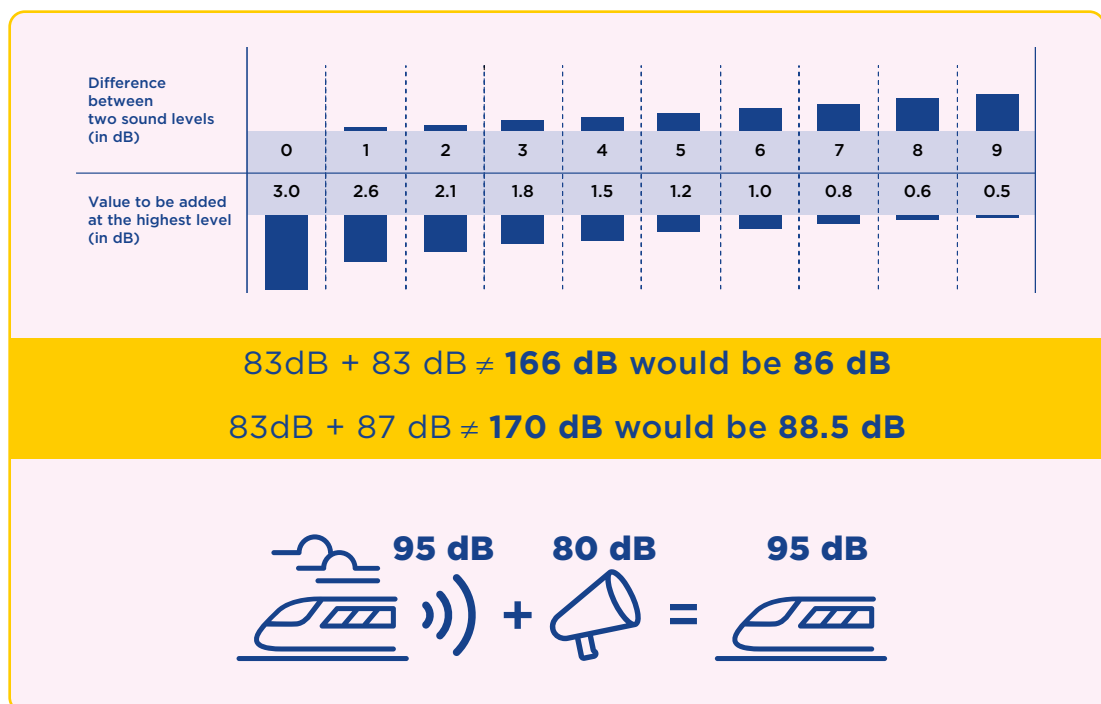 Difference
between
two sound levels
(in dB)
0 1 2 3 4 5 6 7 8 9
Value to be added
at the highest level
(in dB)
3.0 2.6 2.1 1.8 1.5 1.2 1.0 0.8 0.6 0.5
83dB + 83 dB ≠ 166 dB would be 86 dB
83dB + 87 dB ≠ 170 dB would be 88.5 dB
95 dB 80 dB 95 dB
+ =